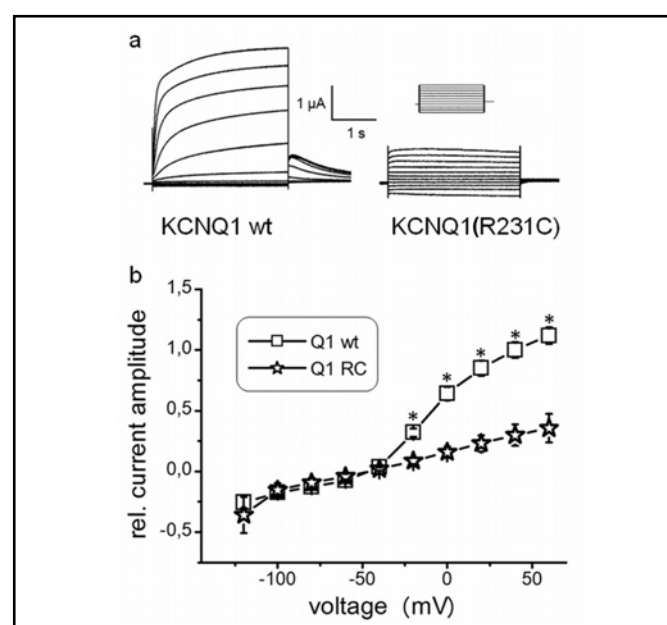 a
1 µA
1 s
KCNQ1 wt
KCNQ1(R231C)
b
rel. current amplitude
1,5
1,0
0,5
0,0
-0,5
Q1 wt
Q1 RC
* * * * *
-100 -50 0 50
voltage (mV)